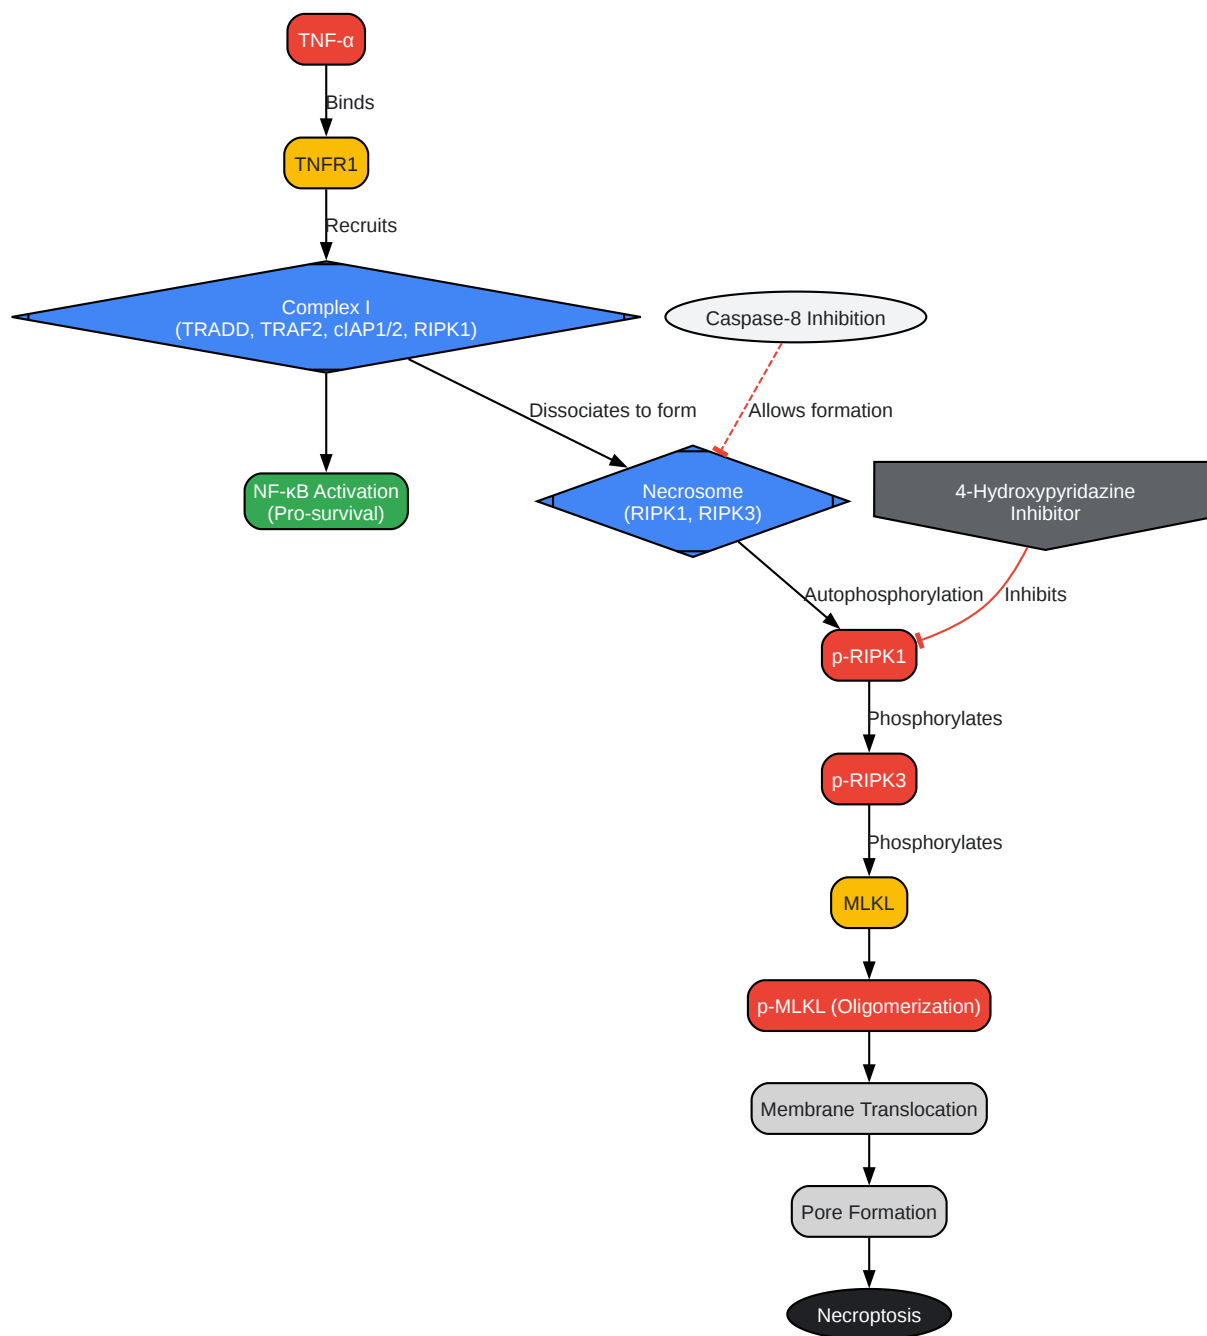 TNF-α
Binds
TNFR1
Recruits
Complex I
(TRADD, TRAF2, cIAP1/2, RIPK1)
Caspase-8 Inhibition
Dissociates to form
Allows formation
NF-κB Activation
(Pro-survival)
Necrosome
(RIPK1, RIPK3)
4-Hydroxypyridazine
Inhibitor
Autophosphorylation
Inhibits
p-RIPK1
Phosphorylates
p-RIPK3
Phosphorylates
MLKL
p-MLKL (Oligomerization)
Membrane Translocation
Pore Formation
Necroptosis